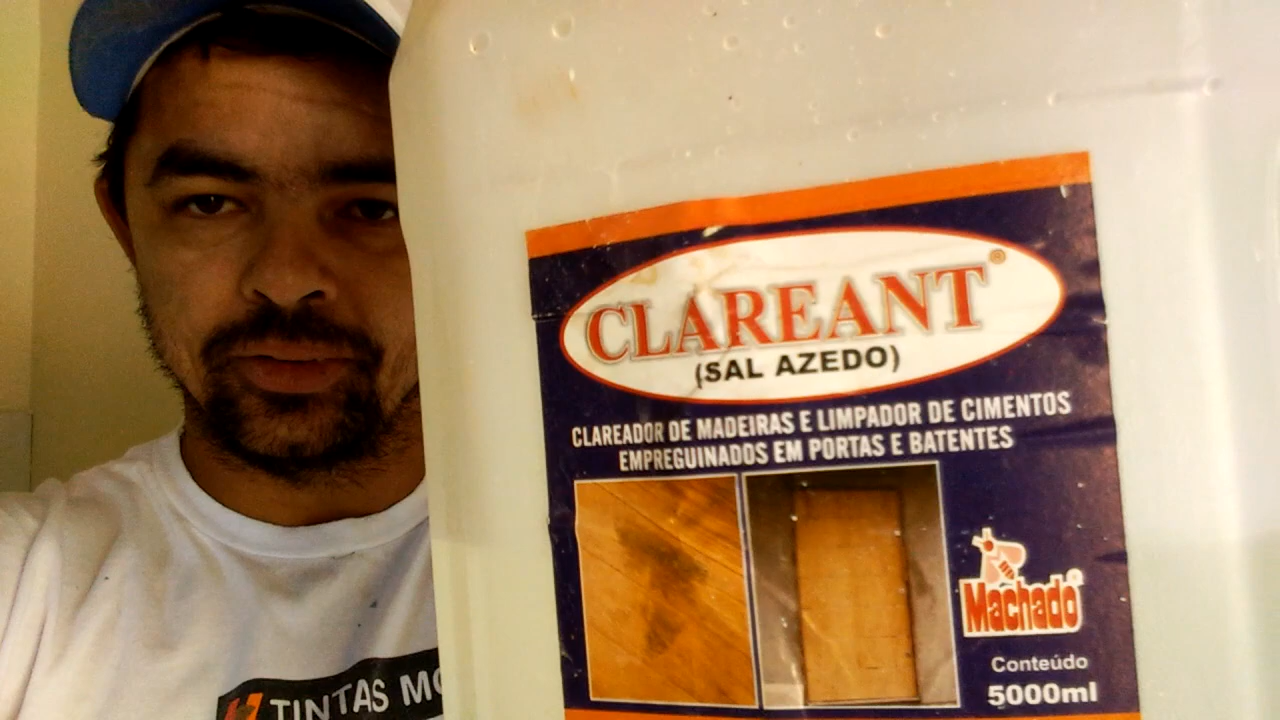 CLAREANT®
(SAL AZEDO)
CLAREADOR DE MADEIRAS E LIMPADOR DE CIMENTOS
EMPREGUINADOS EM PORTAS E BATENTES
Machado®
Conteúdo
5000ml
TINTAS